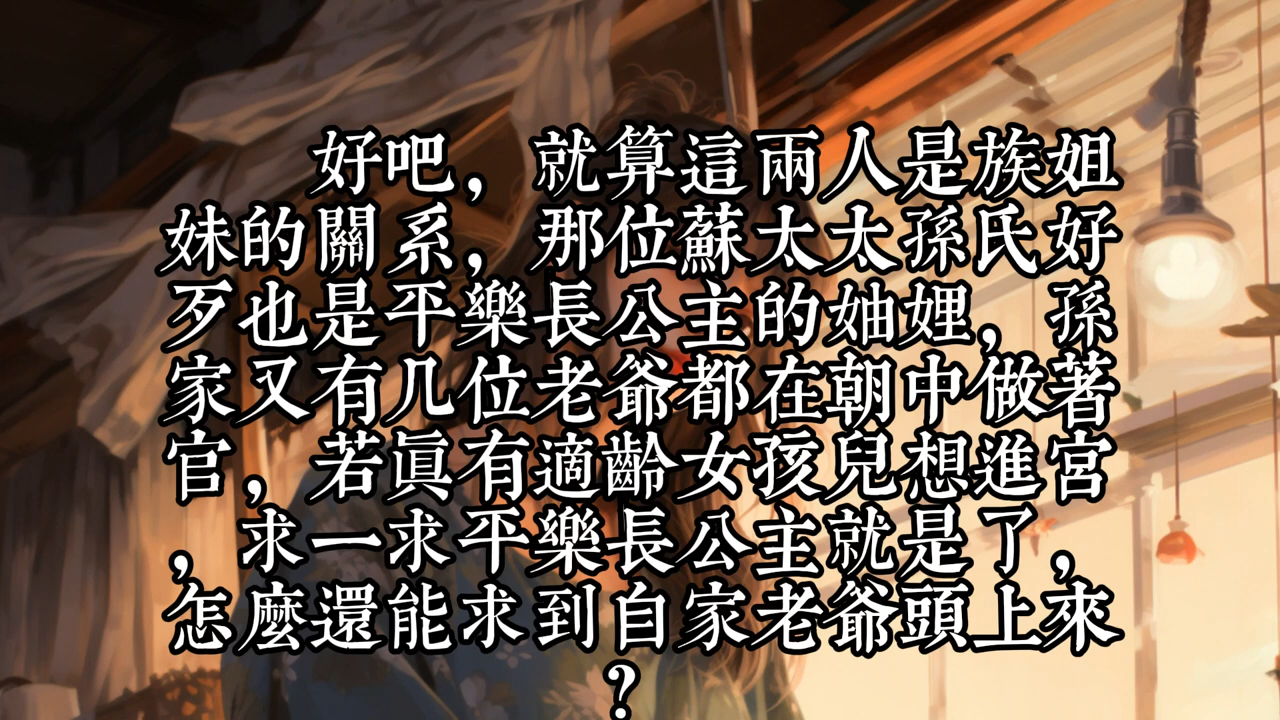 好吧，就算這兩人是族姐
妹的關系，那位蘇太太孫氏好
歹也是平樂長公主的妯娌，孫
家又有几位老爺都在朝中做著
官，若眞有適齡女孩兒想進宮
，求一求平樂長公主就是了，
怎麼還能求到自家老爺頭上來
？